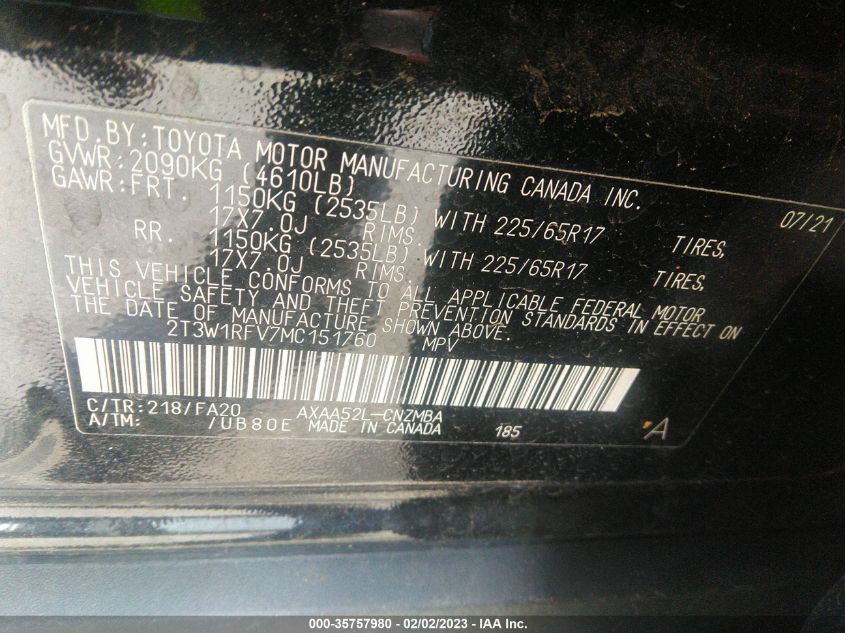 MFD. BY: TOYOTA MOTOR MANUFACTURING CANADA INC. 07/21
GVWR: 2090KG (4610LB)
GAWR: FRT. 1150KG (2535LB) WITH 225/65R17 TIRES,
17X7.0J RIMS.
RR. 1150KG (2535LB) WITH 225/65R17 TIRES,
17X7.0J RIMS.
THIS VEHICLE CONFORMS TO ALL APPLICABLE FEDERAL MOTOR
VEHICLE SAFETY AND THEFT PREVENTION STANDARDS IN EFFECT ON
THE DATE OF MANUFACTURE SHOWN ABOVE.
2T3W1RFV7MC151760 MPV
C/TR: 218/FA20 AXAA52L-CNZMBA
A/TM: /UB80E MADE IN CANADA 185 A
000-35757980 - 02/02/2023 - IAA Inc.